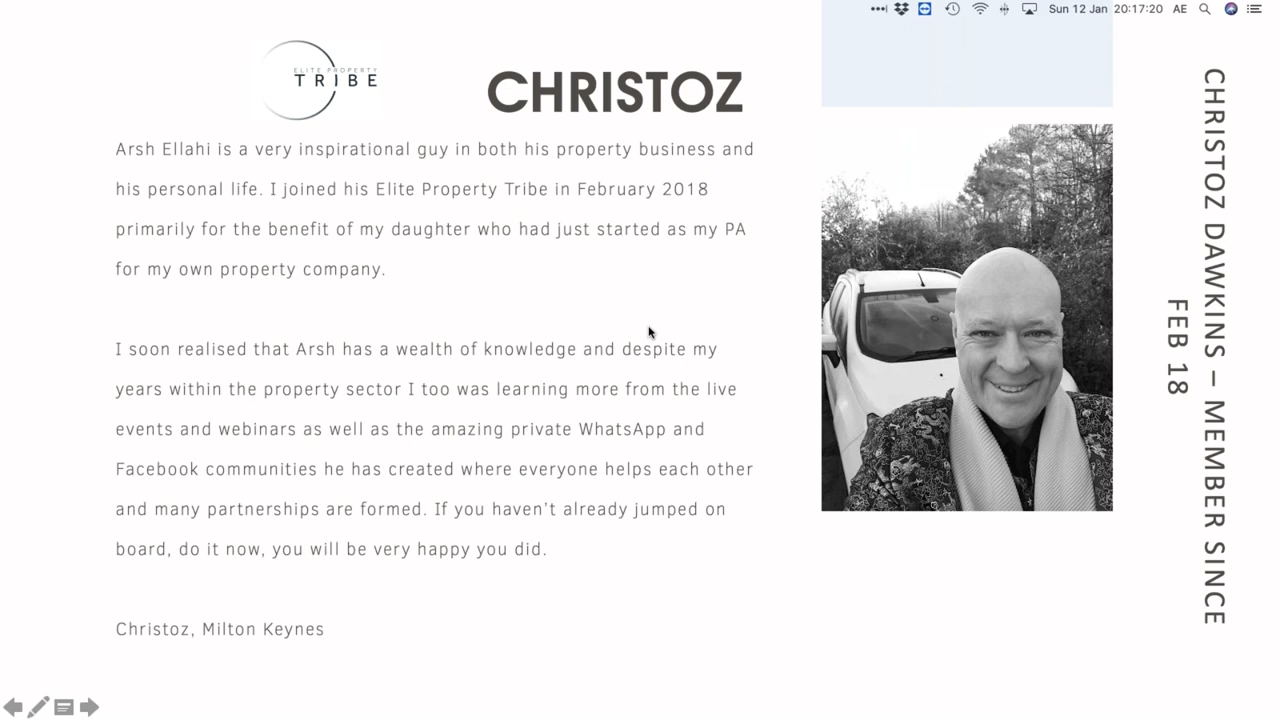 Sun 12 Jan 20:17:20 AE
ELITE PROPERTY
TRIBE
CHRISTOZ
Arsh Ellahi is a very inspirational guy in both his property business and
his personal life. I joined his Elite Property Tribe in February 2018
primarily for the benefit of my daughter who had just started as my PA
for my own property company.
I soon realised that Arsh has a wealth of knowledge and despite my
years within the property sector I too was learning more from the live
events and webinars as well as the amazing private WhatsApp and
Facebook communities he has created where everyone helps each other
and many partnerships are formed. If you haven't already jumped on
board, do it now, you will be very happy you did.
Christoz, Milton Keynes
CHRISTOZ DAWKINS – MEMBER SINCE
FEB 18